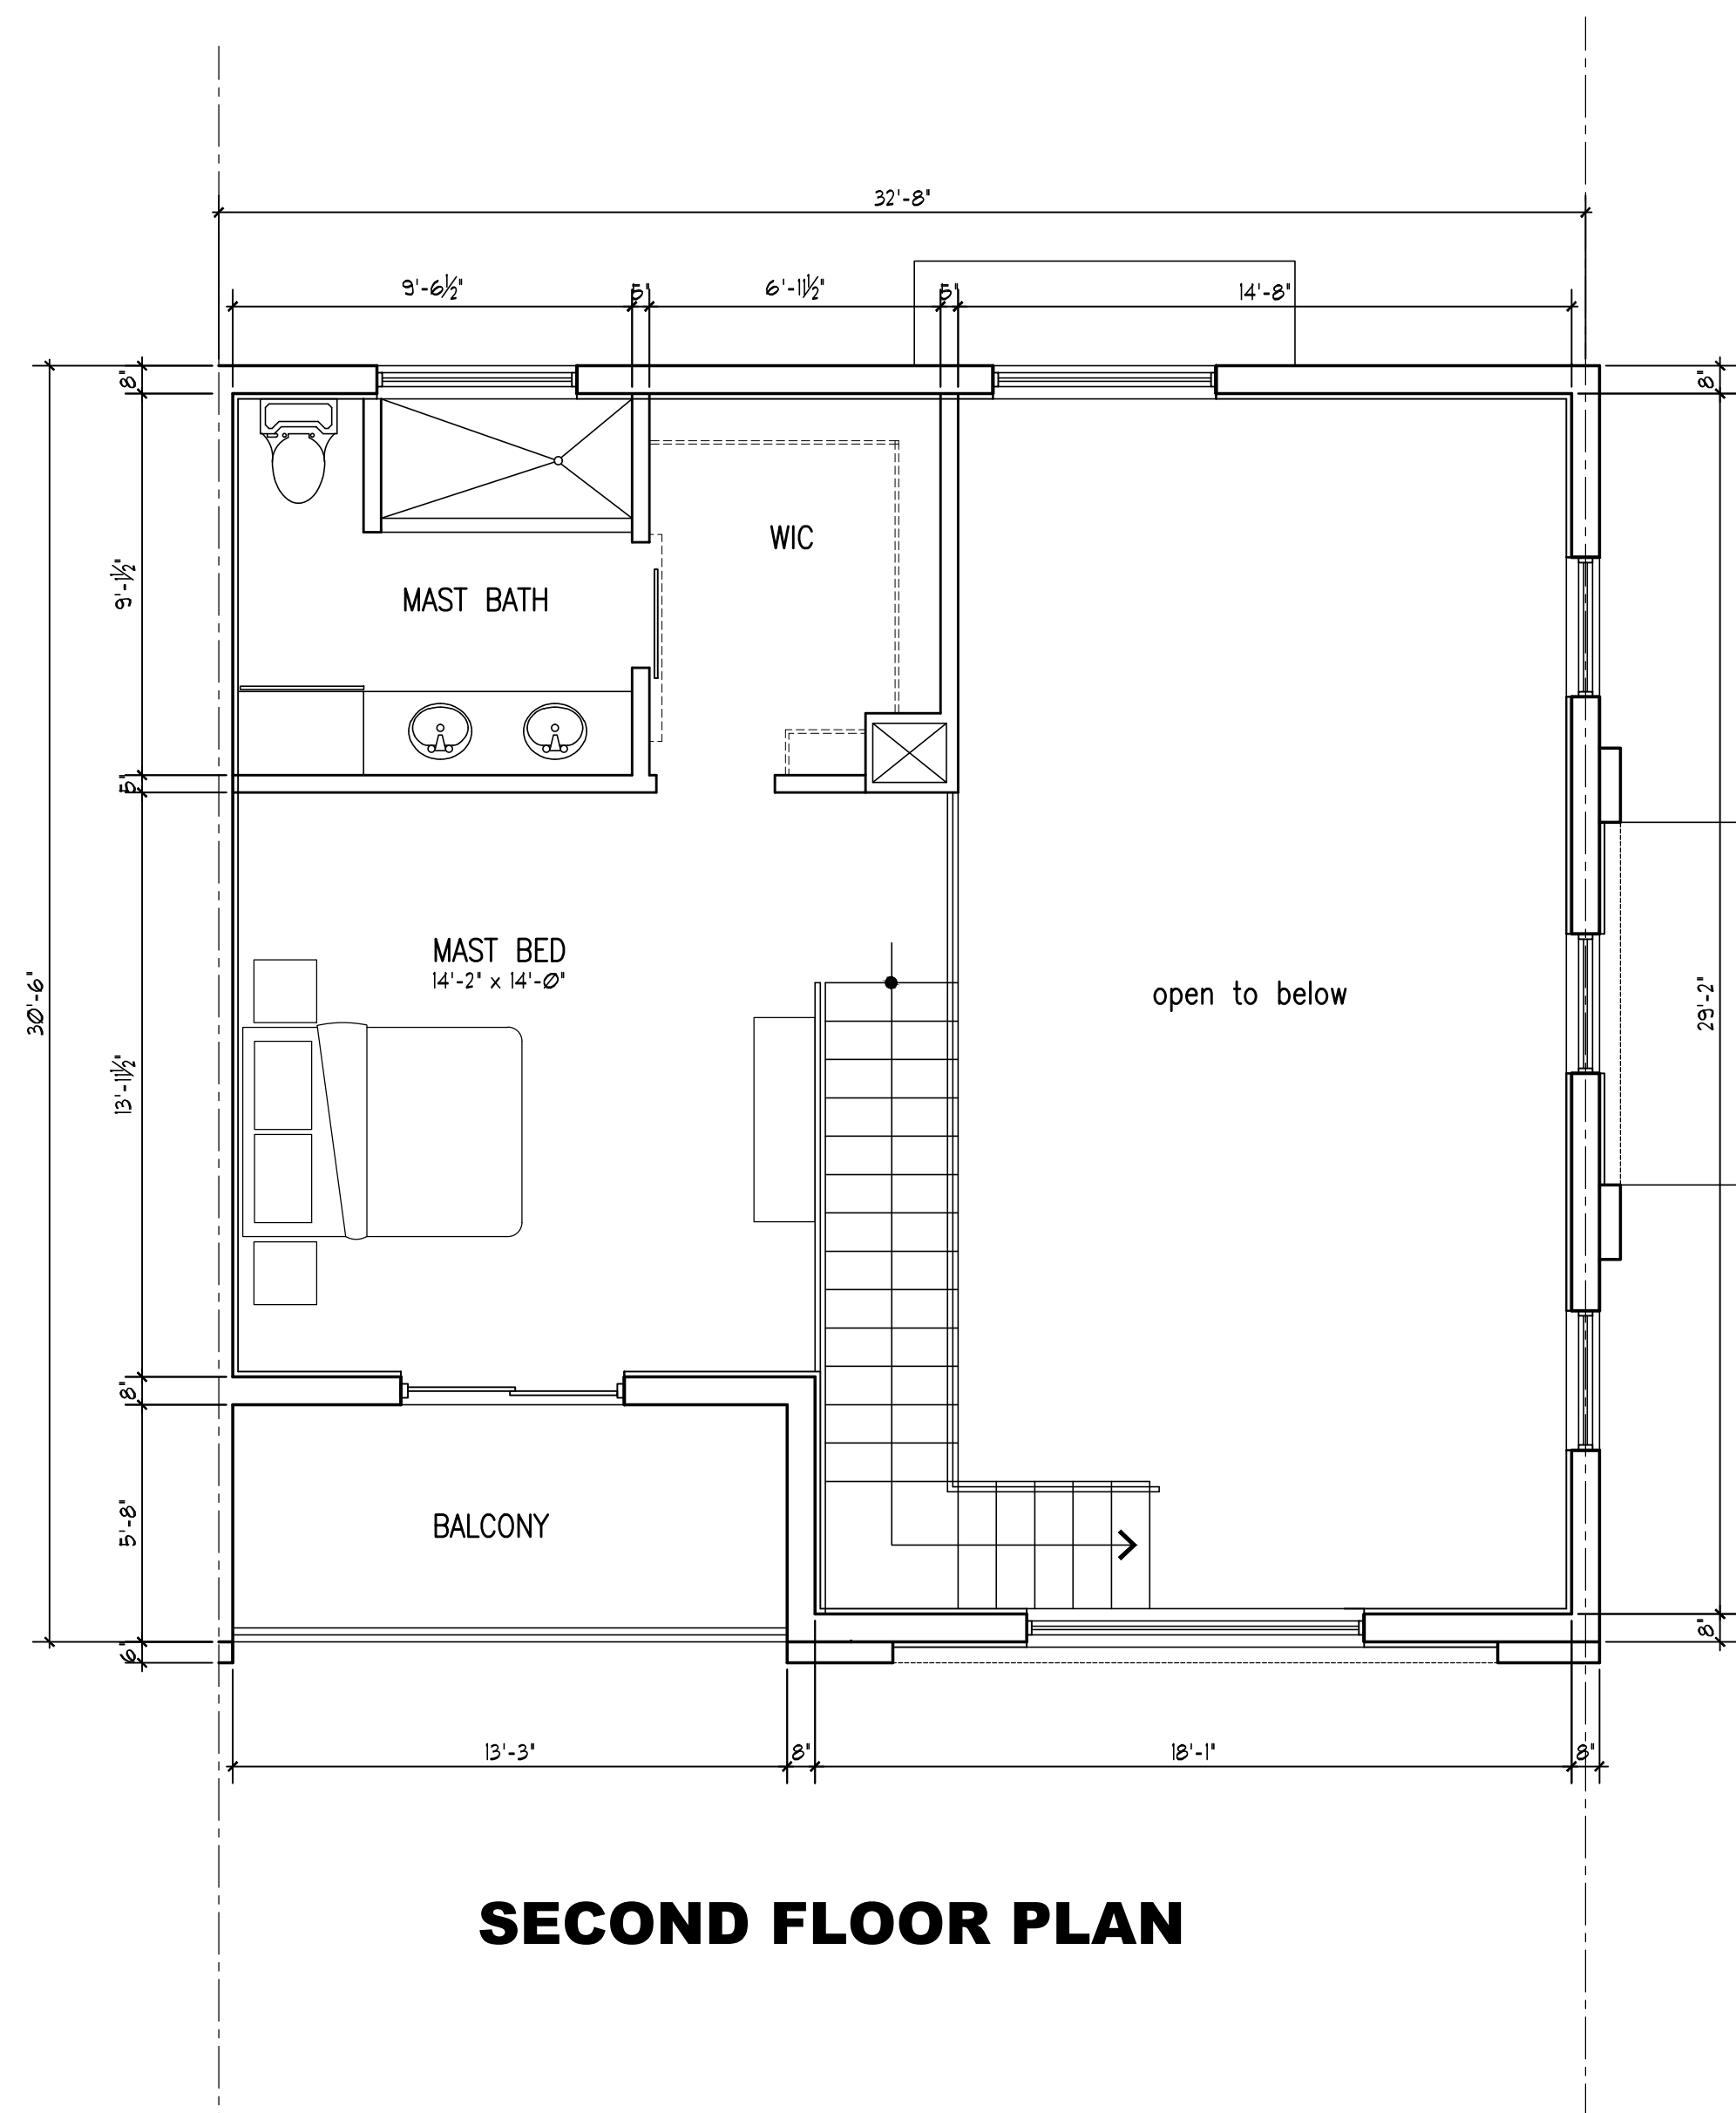 32'-8"
9'-6½" 5" 6'-11½" 5" 14'-8"
8" 8"
WIC
9'-1½"
MAST BATH
5"
MAST BED
14'-2" x 14'-0"
30'-6"
open to below
29'-2"
13'-11½"
8"
5'-8"
BALCONY
6" 8"
13'-3" 8" 18'-1" 8"
SECOND FLOOR PLAN